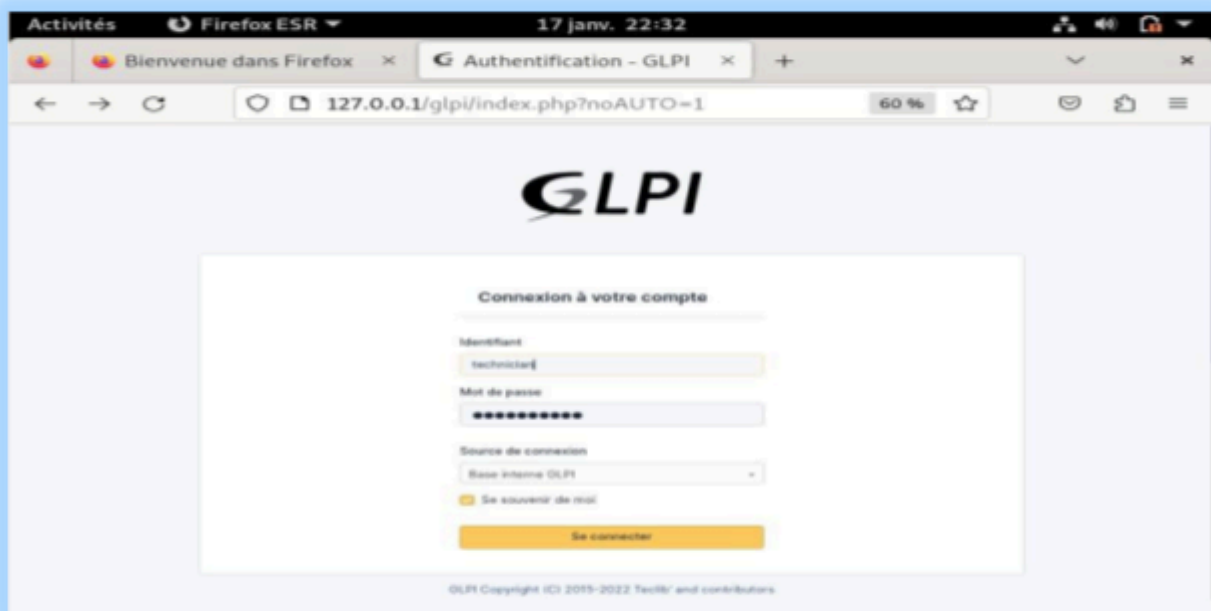 Activités Firefox ESR 17 janv. 22:32
Bienvenue dans Firefox × Authentification - GLPI × +
127.0.0.1/glpi/index.php?noAUTO=1 60 %
GLPI
Connexion à votre compte
Identifiant
technician
Mot de passe
••••••••••
Source de connexion
Base interne GLPI
Se souvenir de moi
Se connecter
GLPI Copyright (C) 2015-2022 Teclib' and contributors